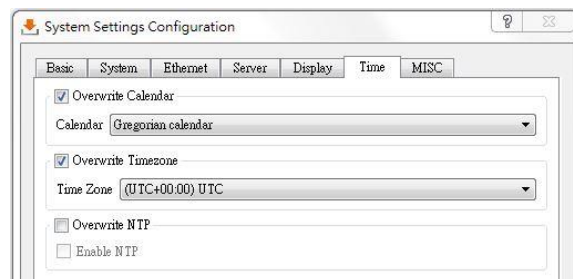 System Settings Configuration
Basic System Ethernet Server Display Time MISC
Overwrite Calendar
Calendar Gregorian calendar
Overwrite Timezone
Time Zone (UTC+00:00) UTC
Overwrite NTP
Enable NTP